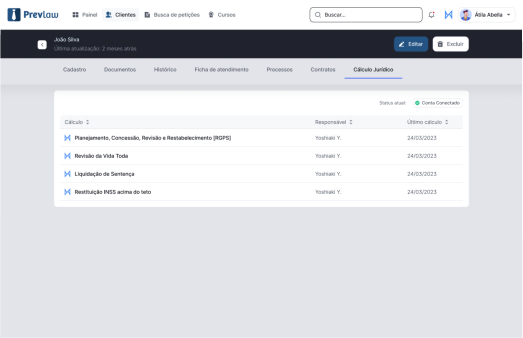 Prevlaw Painel Clientes Busca de petições Cursos Buscar... Átila Abella
João Silva
Última atualização: 2 meses atrás
Editar Excluir
Cadastro Documentos Histórico Ficha de atendimento Processos Contratos Cálculo Jurídico
Status atual: Conta Conectado
Cálculo Responsável Útimo cálculo
Planejamento, Concessão, Revisão e Restabelecimento [RGPS] Yoshiaki Y. 24/03/2023
Revisão da Vida Toda Yoshiaki Y. 24/03/2023
Liquidação de Sentença Yoshiaki Y. 24/03/2023
Restituição INSS acima do teto Yoshiaki Y. 24/03/2023